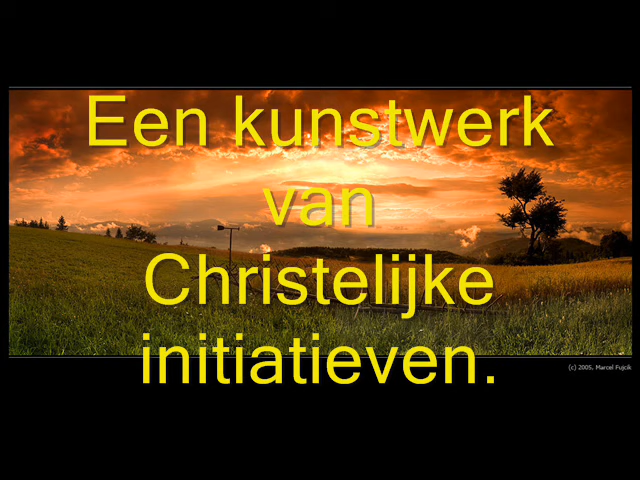 Een kunstwerk
van
Christelijke
initiatieven.
(c) 2005, Marcel Fujcik